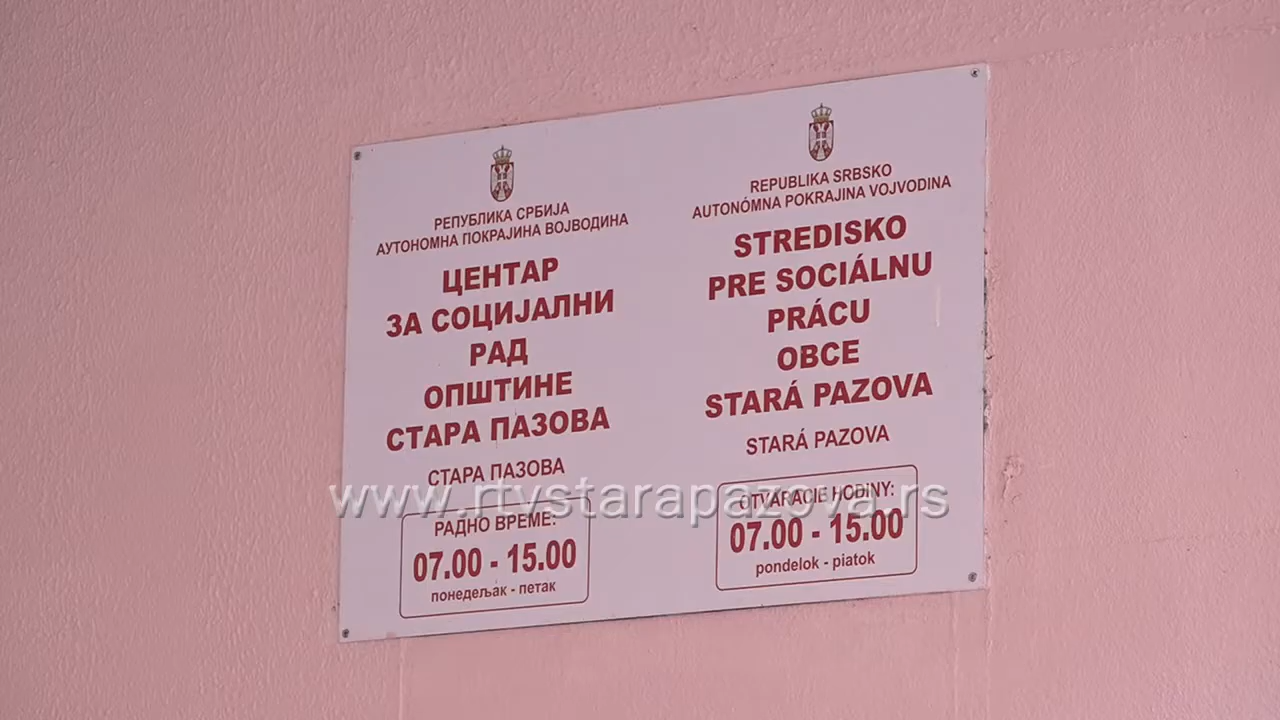 РЕПУБЛИКА СРБИЈА
АУТОНОМНА ПОКРАЈИНА ВОЈВОДИНА
ЦЕНТАР
ЗА СОЦИЈАЛНИ
РАД
ОПШТИНЕ
СТАРА ПАЗОВА
СТАРА ПАЗОВА
РАДНО ВРЕМЕ:
07.00 - 15.00
понедељак - петак
REPUBLIKA SRBSKO
AUTONÓMNA POKRAJINA VOJVODINA
STREDISKO
PRE SOCIÁLNU
PRÁCU
OBCE
STARÁ PAZOVA
STARÁ PAZOVA
OTVÁRACIE HODINY:
07.00 - 15.00
pondelok - piatok
www.rtvstarapazova.rs